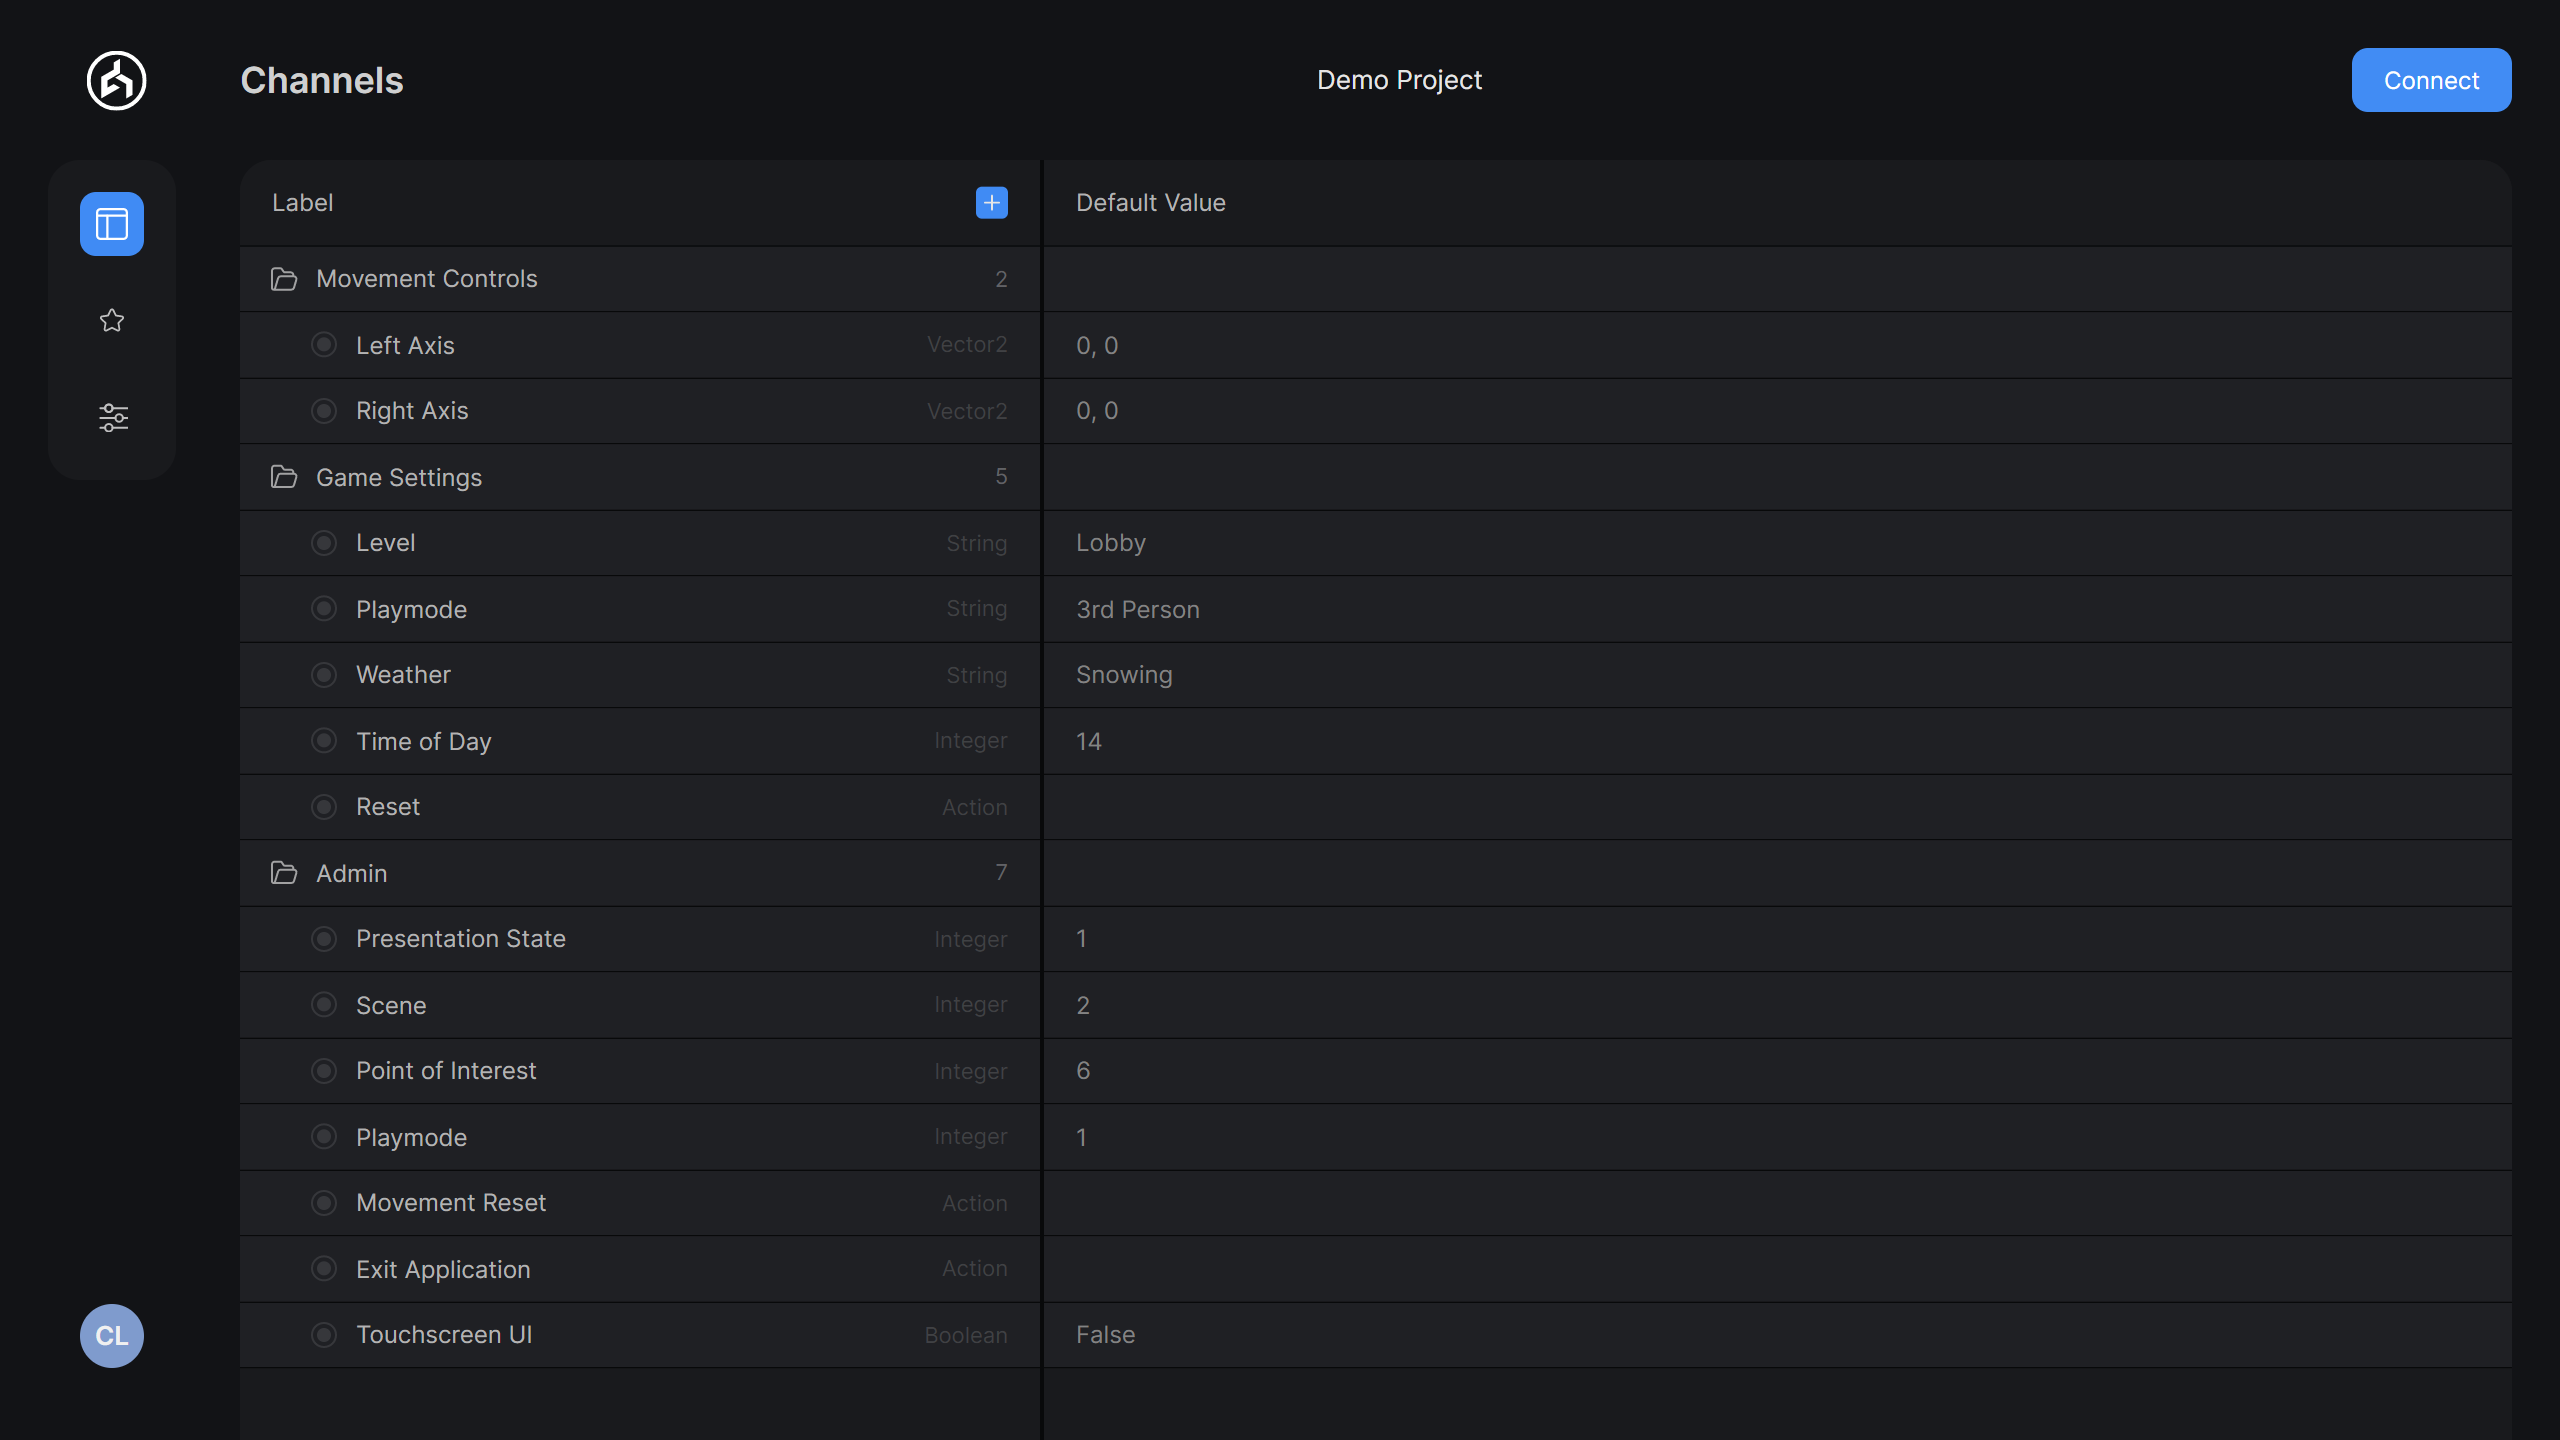 Channels
Demo Project
Connect
Label
Default Value
Movement Controls 2
Left Axis Vector2 0, 0
Right Axis Vector2 0, 0
Game Settings 5
Level String Lobby
Playmode String 3rd Person
Weather String Snowing
Time of Day Integer 14
Reset Action
Admin 7
Presentation State Integer 1
Scene Integer 2
Point of Interest Integer 6
Playmode Integer 1
Movement Reset Action
Exit Application Action
Touchscreen UI Boolean False
CL